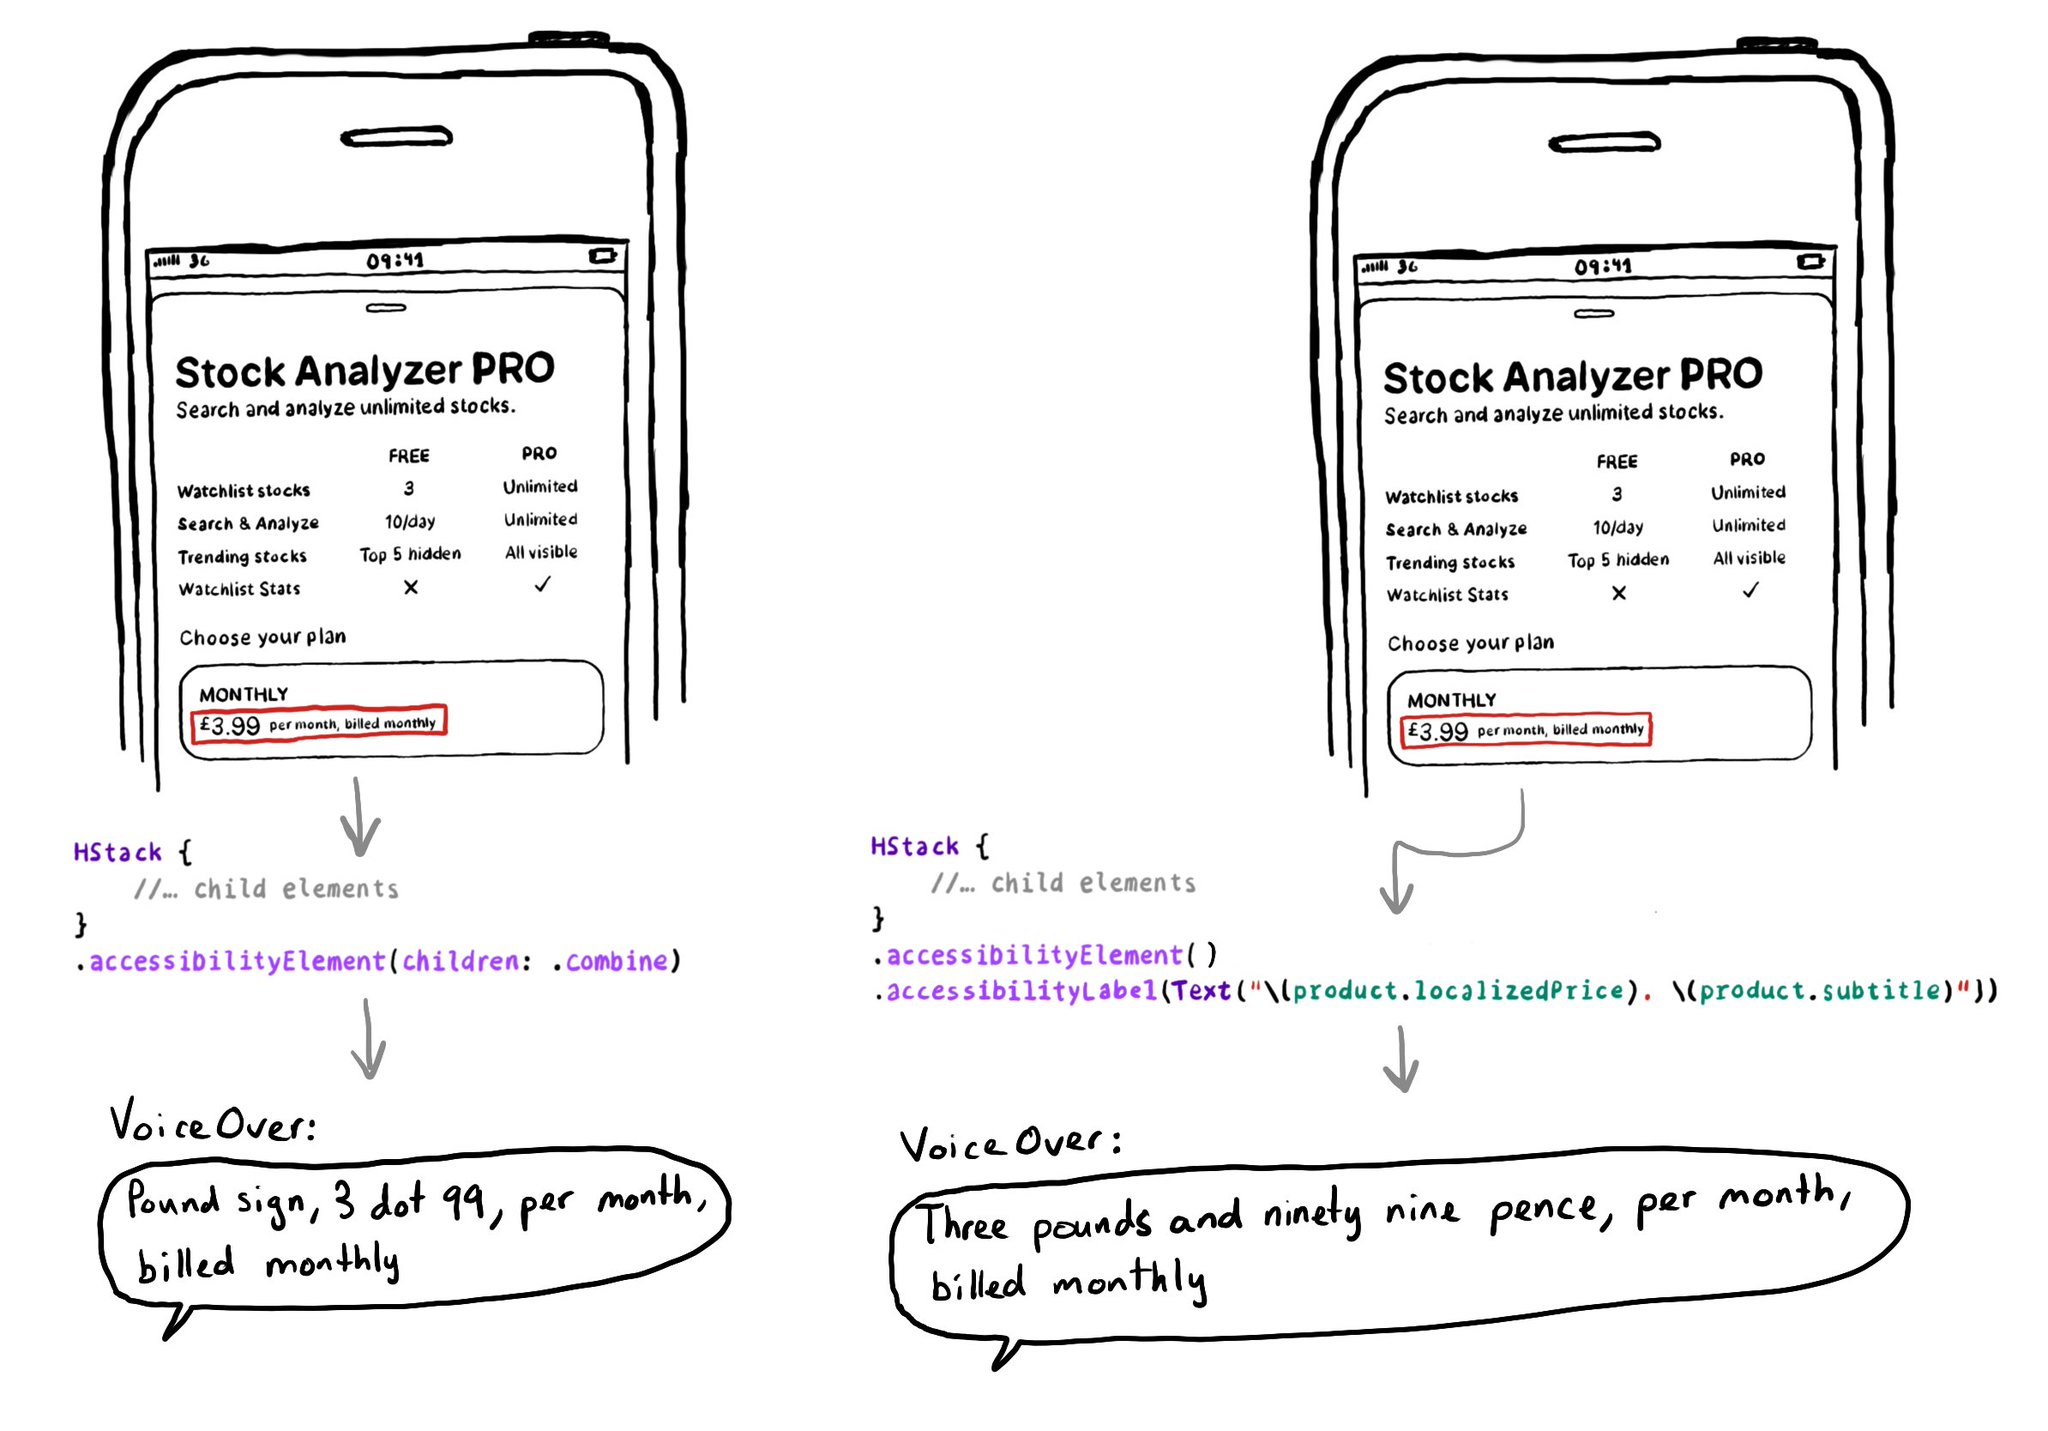 3G 09:41
Stock Analyzer PRO
Search and analyze unlimited stocks.
FREE PRO
Watchlist stocks 3 Unlimited
Search & Analyze 10/day Unlimited
Trending stocks Top 5 hidden All visible
Watchlist Stats ✕ ✓
Choose your plan
MONTHLY
£3.99 per month, billed monthly
HStack {
//... child elements
}
.accessibilityElement(children: .combine)
VoiceOver:
Pound sign, 3 dot 99, per month,
billed monthly
3G 09:41
Stock Analyzer PRO
Search and analyze unlimited stocks.
FREE PRO
Watchlist stocks 3 Unlimited
Search & Analyze 10/day Unlimited
Trending stocks Top 5 hidden All visible
Watchlist Stats ✕ ✓
Choose your plan
MONTHLY
£3.99 per month, billed monthly
HStack {
//... child elements
}
.accessibilityElement()
.accessibilityLabel(Text("\(product.localizedPrice). \(product.subtitle)"))
VoiceOver:
Three pounds and ninety nine pence, per month,
billed monthly